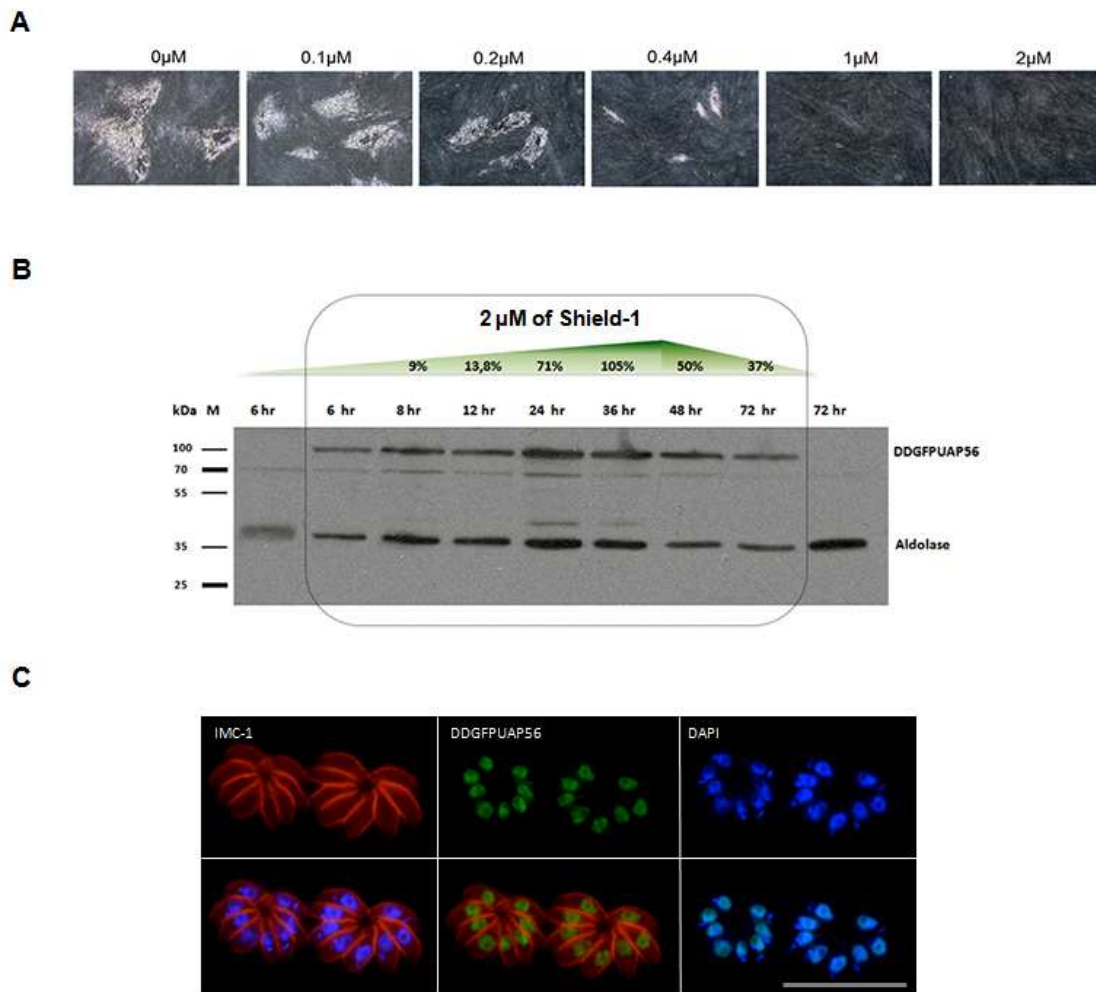 A
0µM 0.1µM 0.2µM 0.4µM 1µM 2µM
B
2 µM of Shield-1
9% 13,8% 71% 105% 50% 37%
kDa M 6 hr 6 hr 8 hr 12 hr 24 hr 36 hr 48 hr 72 hr 72 hr
100 DDGFPUAP56
70
55
35 Aldolase
25
C
IMC-1 DDGFPUAP56 DAPI